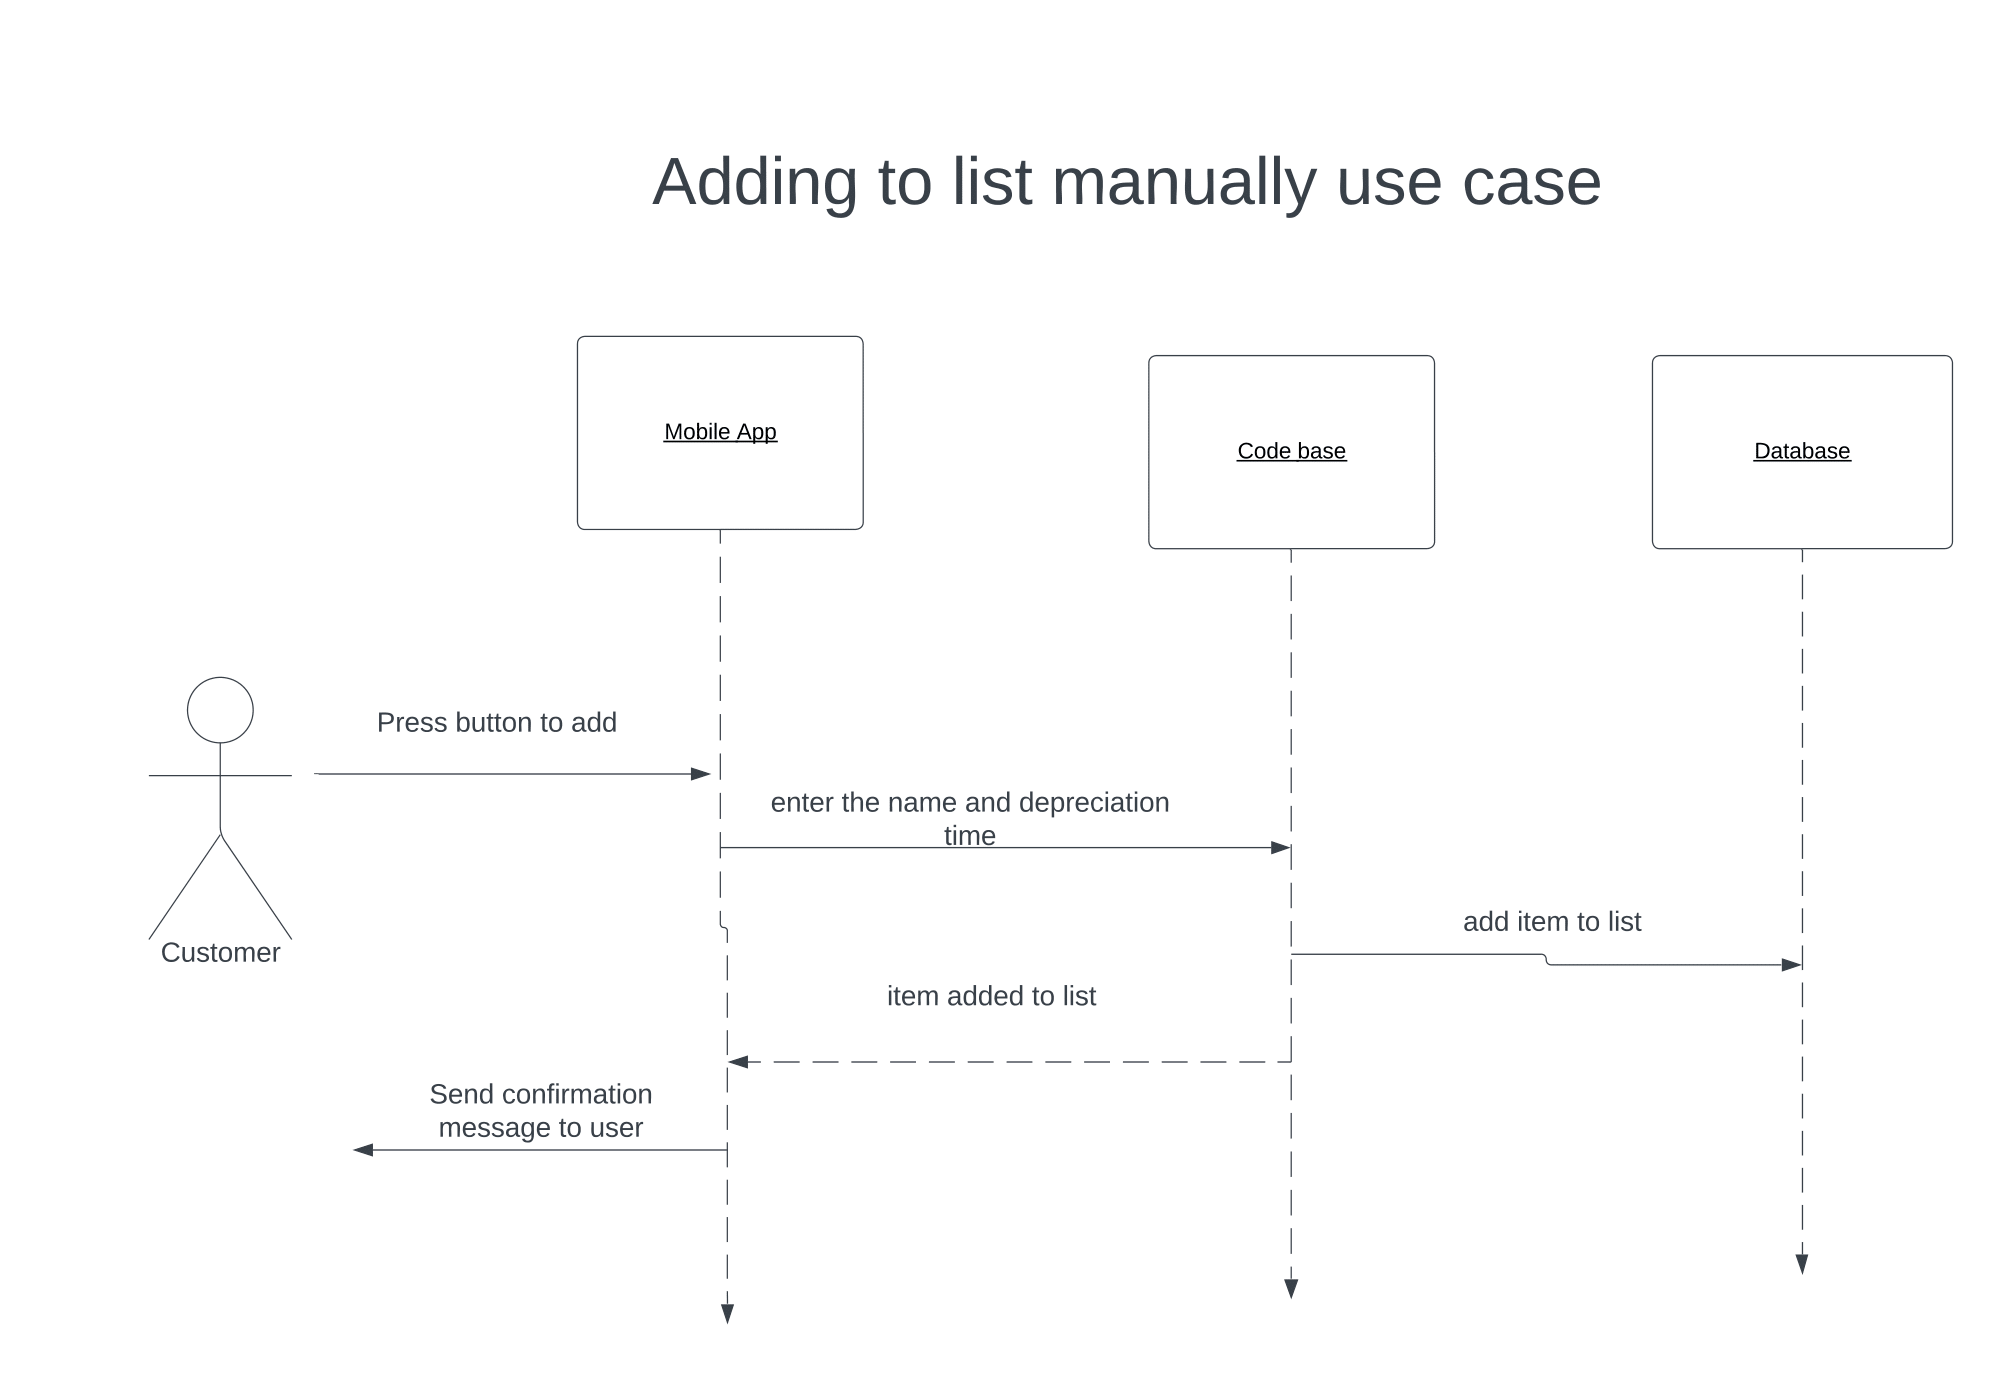 Adding to list manually use case
Mobile App
Code base
Database
Press button to add
enter the name and depreciation
time
add item to list
Customer
item added to list
Send confirmation
message to user